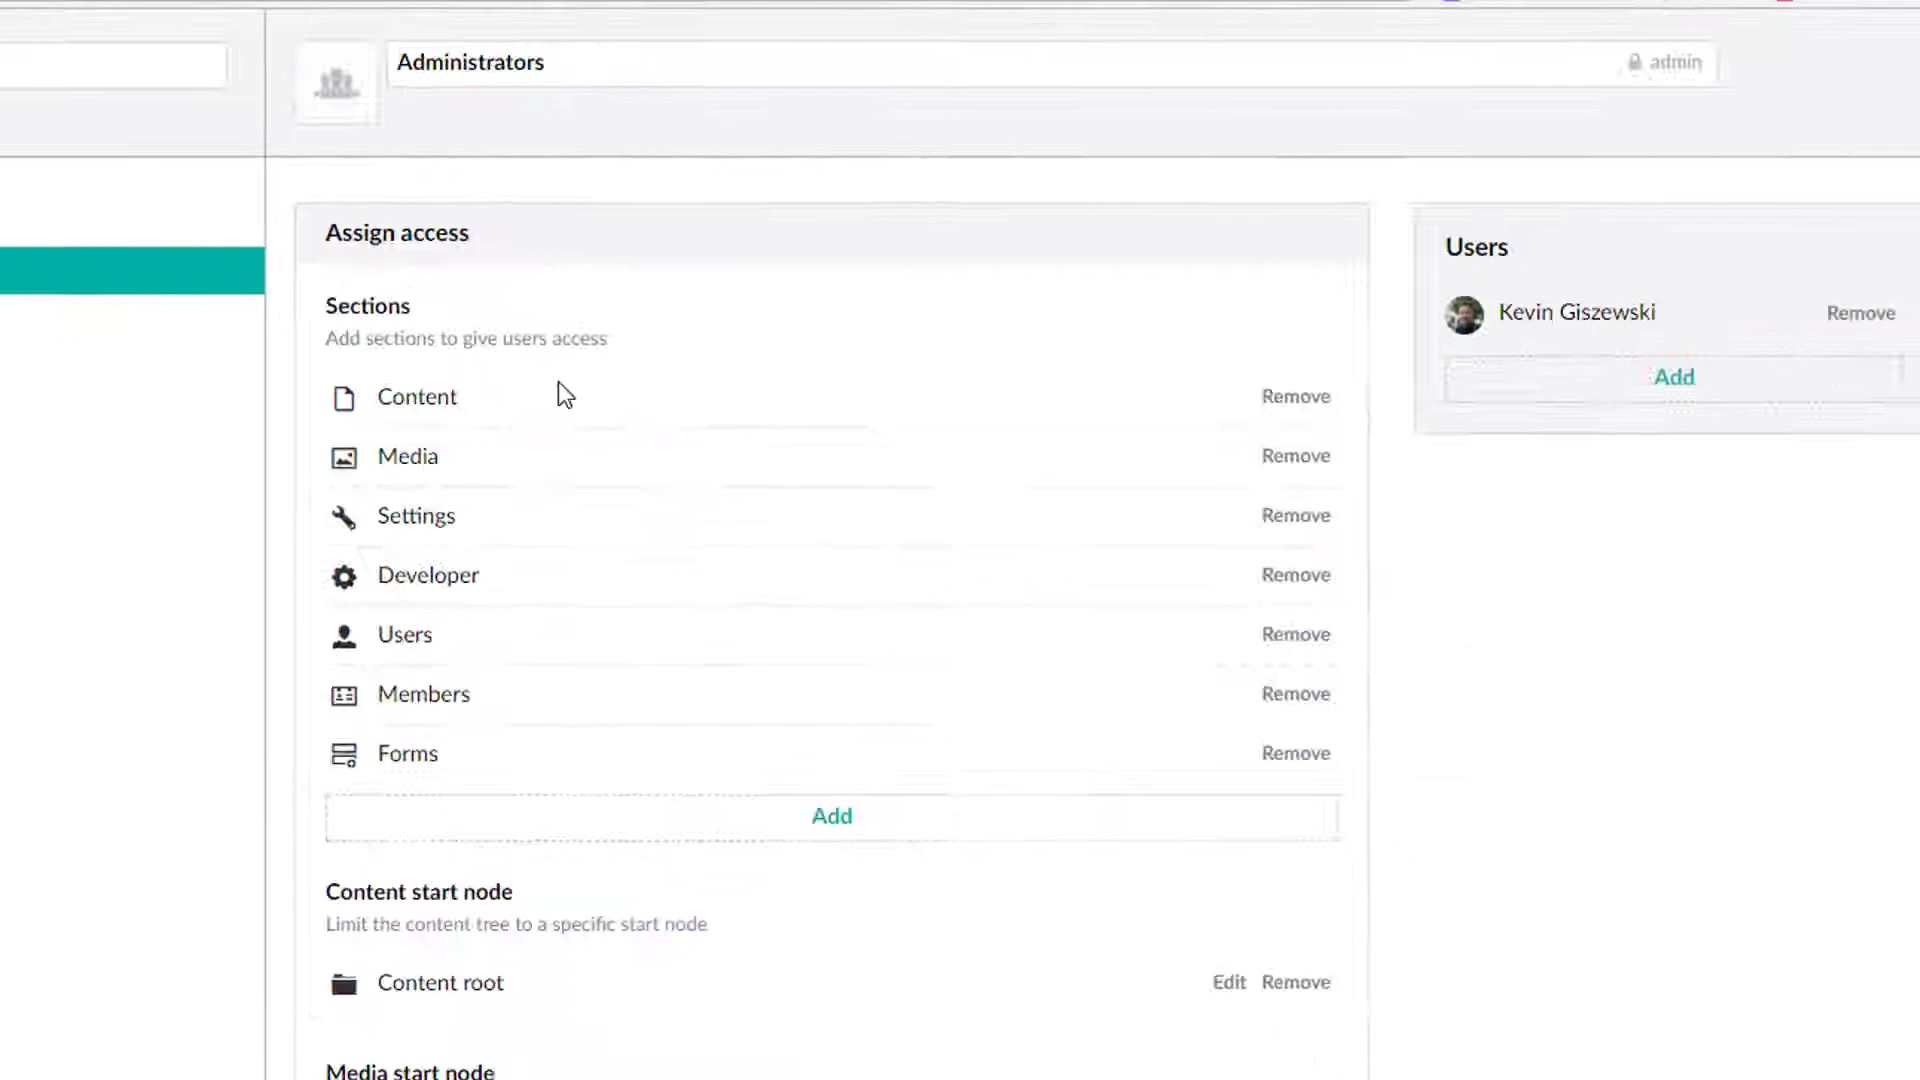 Administrators
admin
Assign access
Sections
Add sections to give users access
Content
Remove
Media
Remove
Settings
Remove
Developer
Remove
Users
Remove
Members
Remove
Forms
Remove
Add
Content start node
Limit the content tree to a specific start node
Content root
Edit Remove
Media start node
Users
Kevin Giszewski
Remove
Add